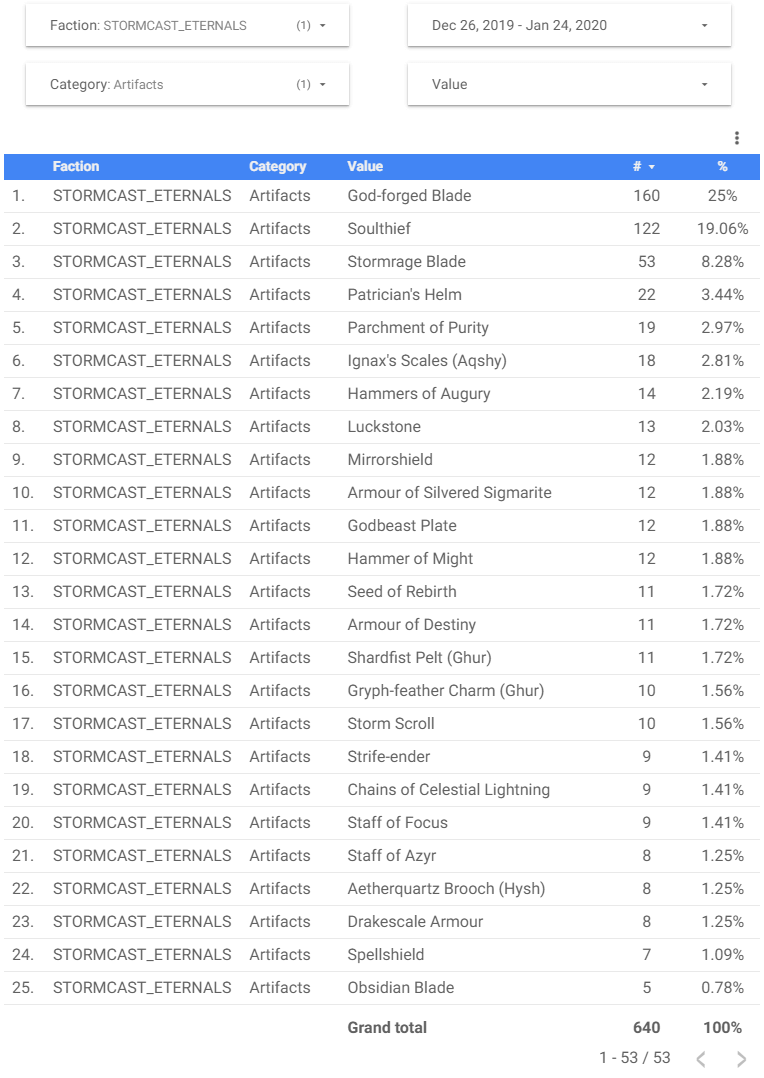 Faction: STORMCAST_ETERNALS (1) Dec 26, 2019 - Jan 24, 2020
Category: Artifacts (1) Value
Faction Category Value # %
1. STORMCAST_ETERNALS Artifacts God-forged Blade 160 25%
2. STORMCAST_ETERNALS Artifacts Soulthief 122 19.06%
3. STORMCAST_ETERNALS Artifacts Stormrage Blade 53 8.28%
4. STORMCAST_ETERNALS Artifacts Patrician's Helm 22 3.44%
5. STORMCAST_ETERNALS Artifacts Parchment of Purity 19 2.97%
6. STORMCAST_ETERNALS Artifacts Ignax's Scales (Aqshy) 18 2.81%
7. STORMCAST_ETERNALS Artifacts Hammers of Augury 14 2.19%
8. STORMCAST_ETERNALS Artifacts Luckstone 13 2.03%
9. STORMCAST_ETERNALS Artifacts Mirrorshield 12 1.88%
10. STORMCAST_ETERNALS Artifacts Armour of Silvered Sigmarite 12 1.88%
11. STORMCAST_ETERNALS Artifacts Godbeast Plate 12 1.88%
12. STORMCAST_ETERNALS Artifacts Hammer of Might 12 1.88%
13. STORMCAST_ETERNALS Artifacts Seed of Rebirth 11 1.72%
14. STORMCAST_ETERNALS Artifacts Armour of Destiny 11 1.72%
15. STORMCAST_ETERNALS Artifacts Shardfist Pelt (Ghur) 11 1.72%
16. STORMCAST_ETERNALS Artifacts Gryph-feather Charm (Ghur) 10 1.56%
17. STORMCAST_ETERNALS Artifacts Storm Scroll 10 1.56%
18. STORMCAST_ETERNALS Artifacts Strife-ender 9 1.41%
19. STORMCAST_ETERNALS Artifacts Chains of Celestial Lightning 9 1.41%
20. STORMCAST_ETERNALS Artifacts Staff of Focus 9 1.41%
21. STORMCAST_ETERNALS Artifacts Staff of Azyr 8 1.25%
22. STORMCAST_ETERNALS Artifacts Aetherquartz Brooch (Hysh) 8 1.25%
23. STORMCAST_ETERNALS Artifacts Drakescale Armour 8 1.25%
24. STORMCAST_ETERNALS Artifacts Spellshield 7 1.09%
25. STORMCAST_ETERNALS Artifacts Obsidian Blade 5 0.78%
Grand total 640 100%
1 - 53 / 53